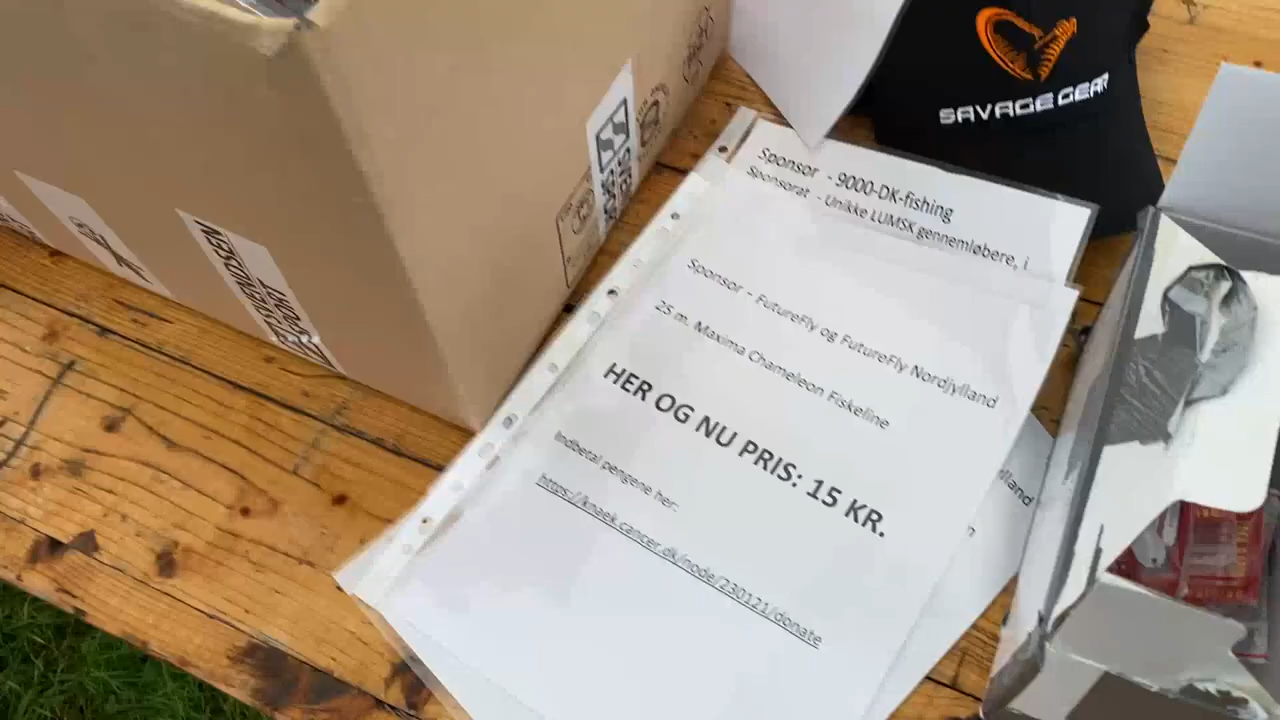 SAVAGE GEAR
Sponsor - 9000-DK-fishing
Sponsorat - Unikke LUMSK gennemløbere, i
Sponsor - FutureFly og FutureFly Nordjylland
25 m. Maxima Chameleon Fiskeline
HER OG NU PRIS: 15 KR.
Indbetal pengene her:
https://knaek.cancer.dk/node/230121/donate
lland